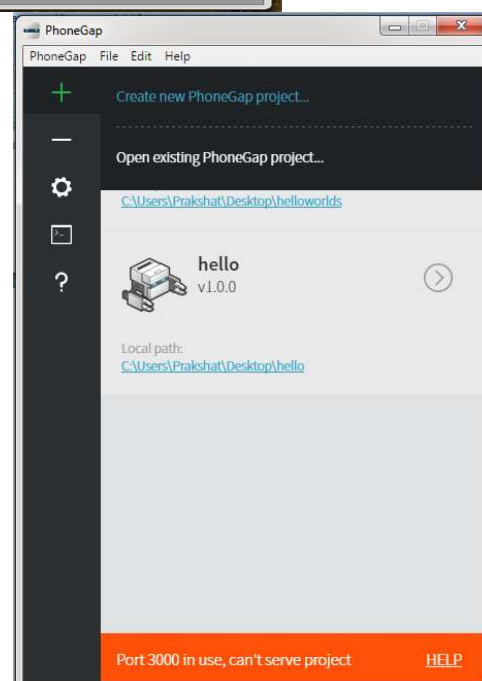 PhoneGap
PhoneGap File Edit Help
Create new PhoneGap project...
Open existing PhoneGap project...
C:\Users\Prakshat\Desktop\helloworlds
hello
v1.0.0
Local path:
C:\Users\Prakshat\Desktop\hello
Port 3000 in use, can't serve project HELP